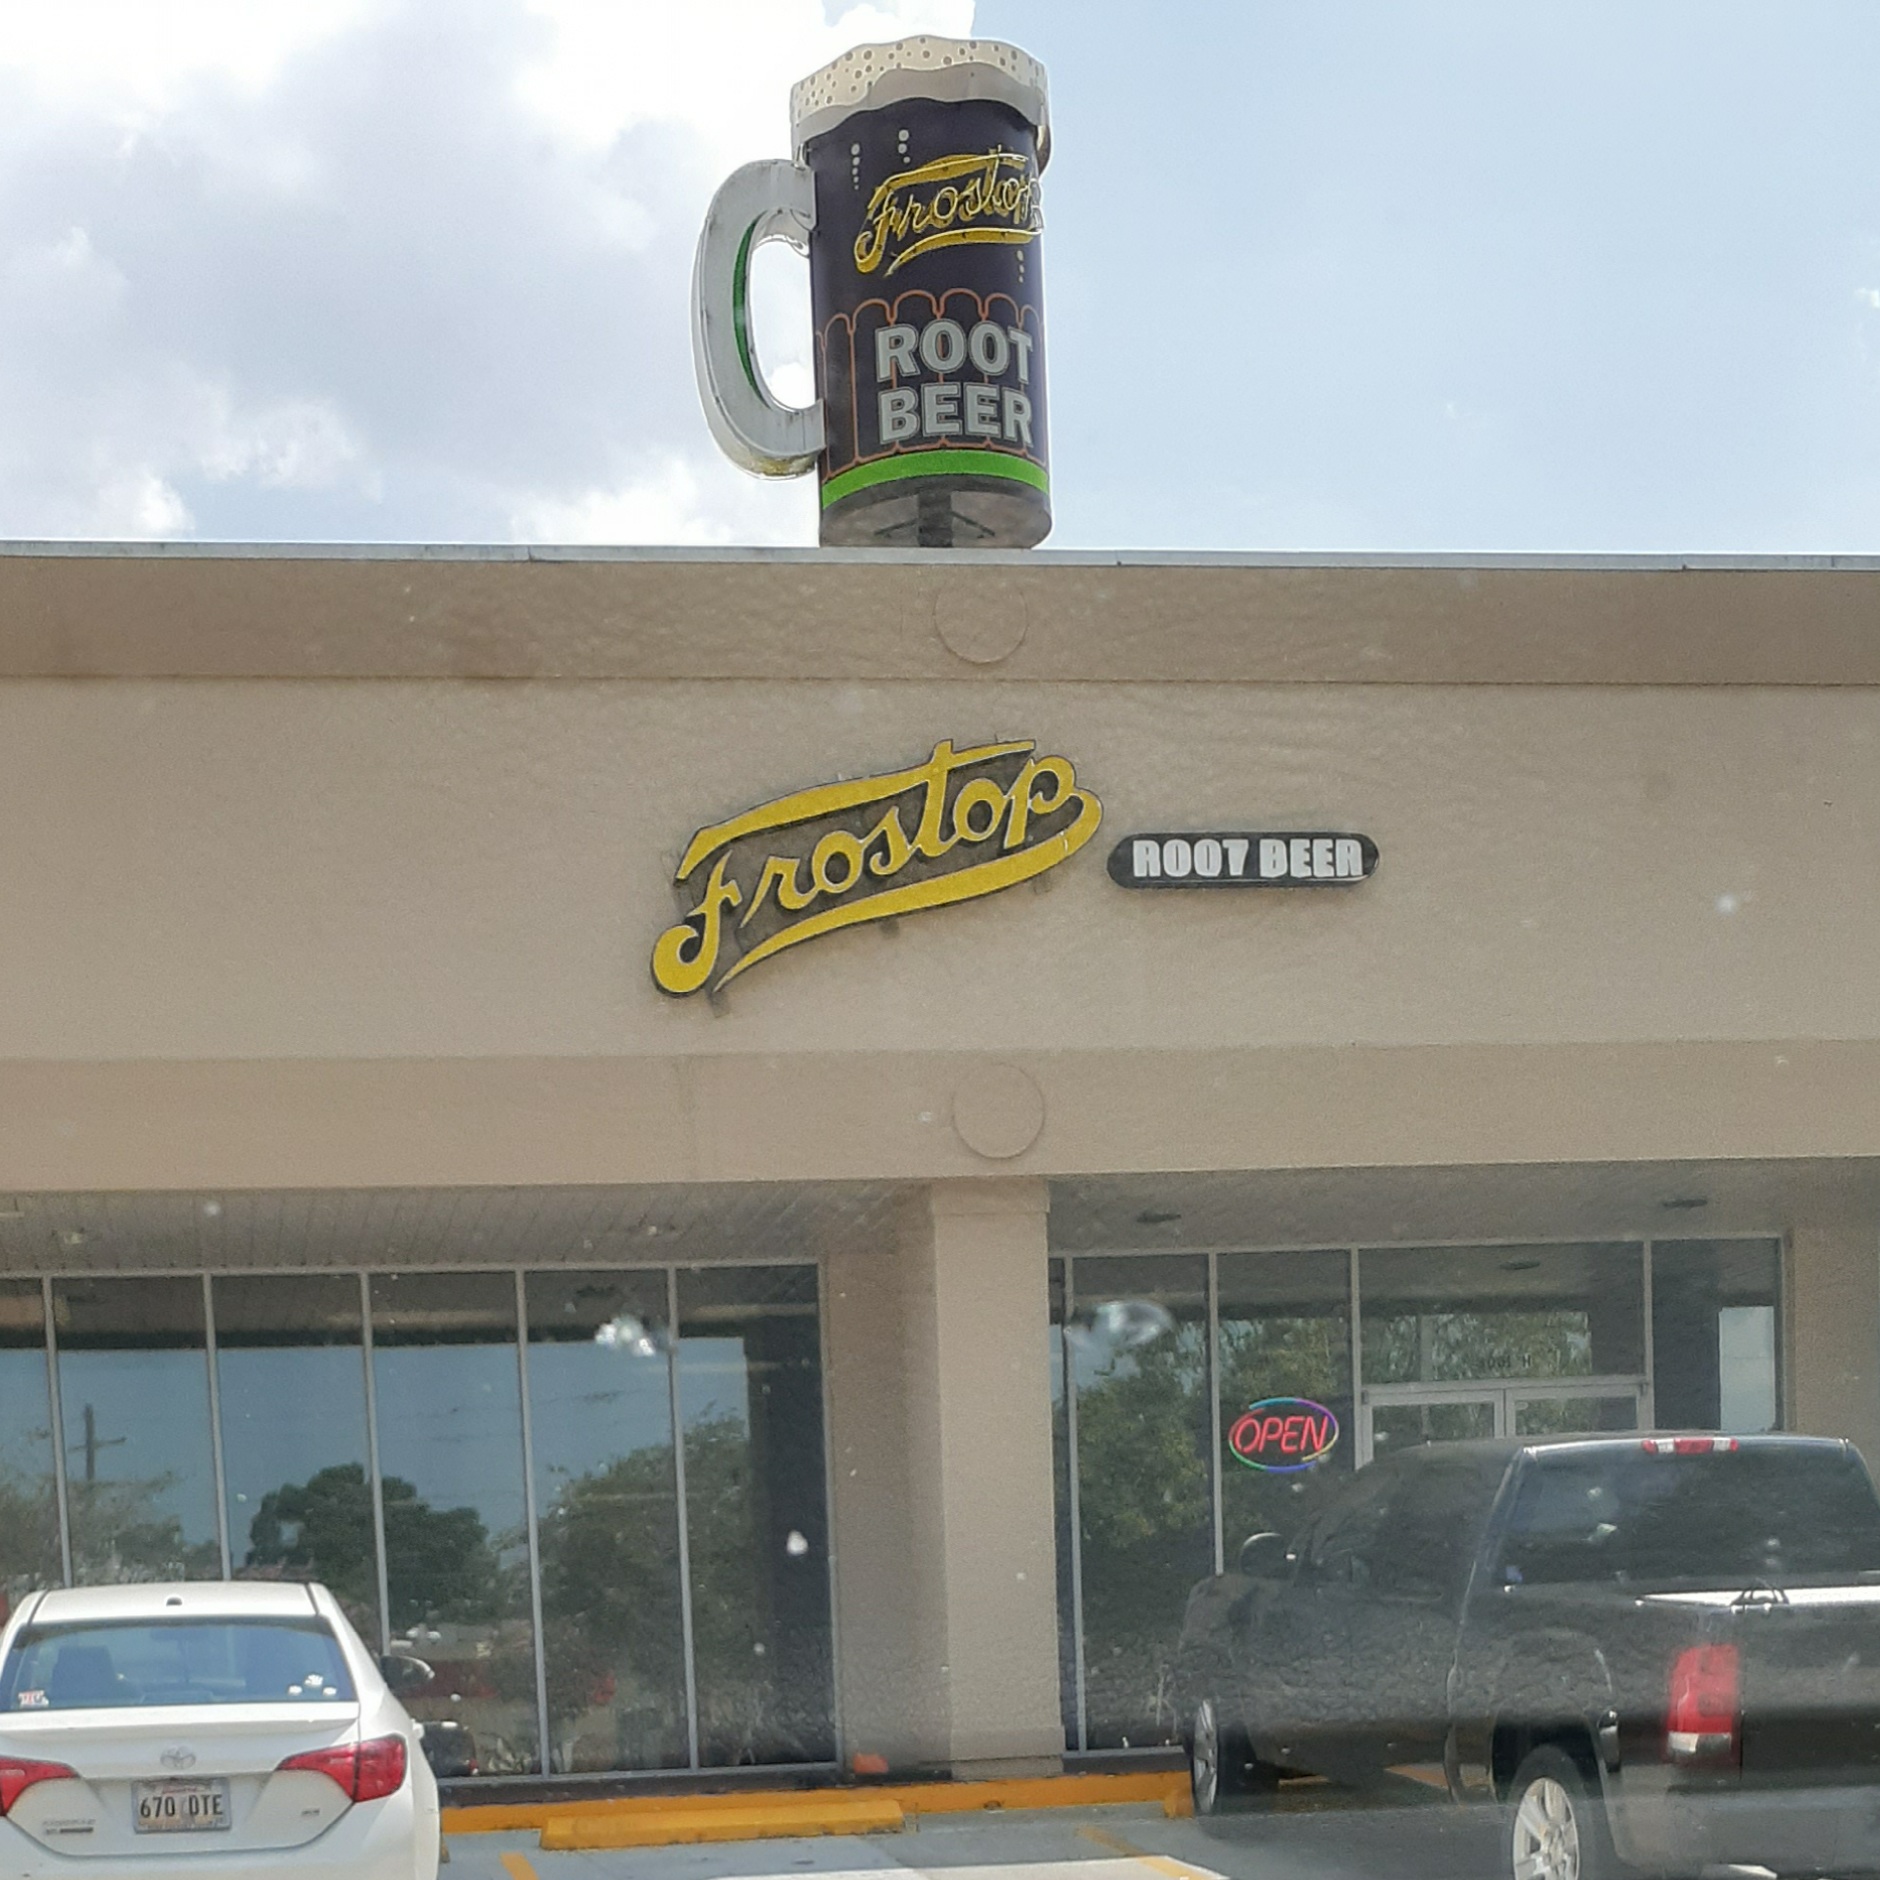 Frostop
ROOT
BEER
Frostop
ROOT BEER
OPEN
670 DTE